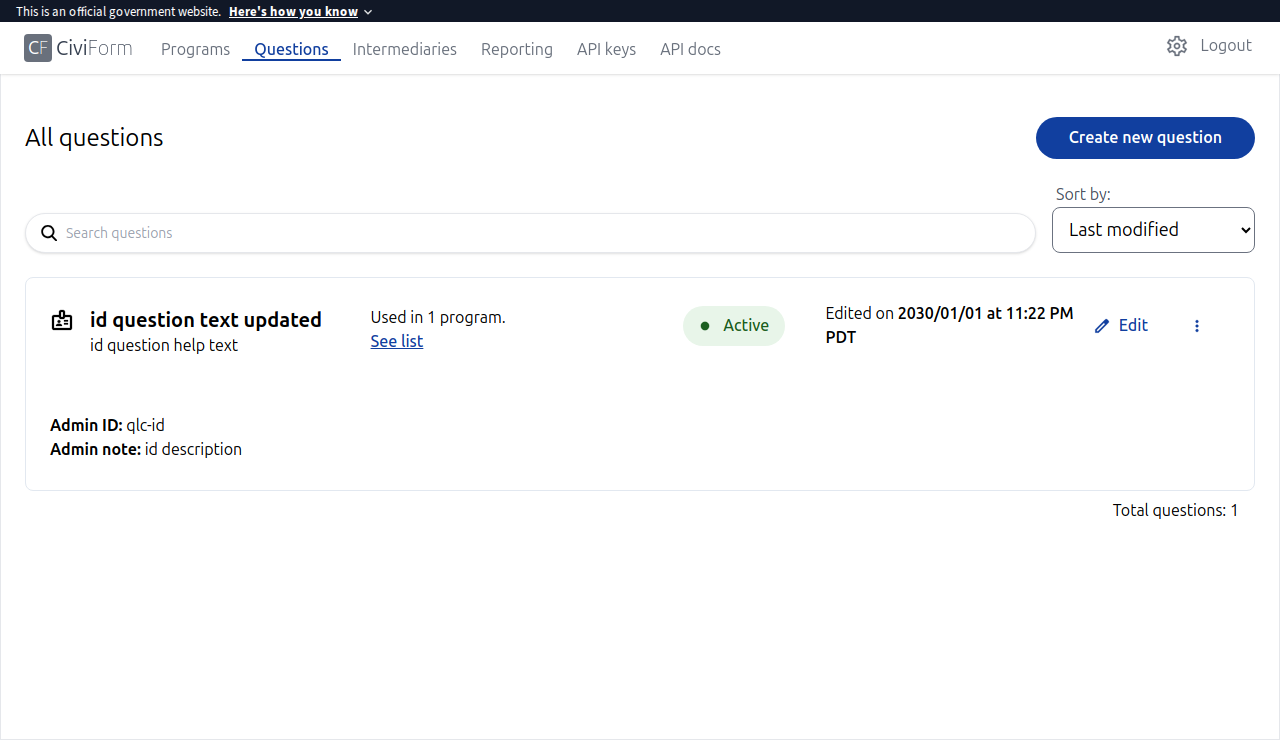 This is an official government website. Here's how you know
CF CiviForm Programs Questions Intermediaries Reporting API keys API docs Logout
All questions
Create new question
Sort by:
Search questions
Last modified
id question text updated
id question help text
Used in 1 program.
See list
Active
Edited on 2030/01/01 at 11:22 PM
PDT
Edit
Admin ID: qlc-id
Admin note: id description
Total questions: 1